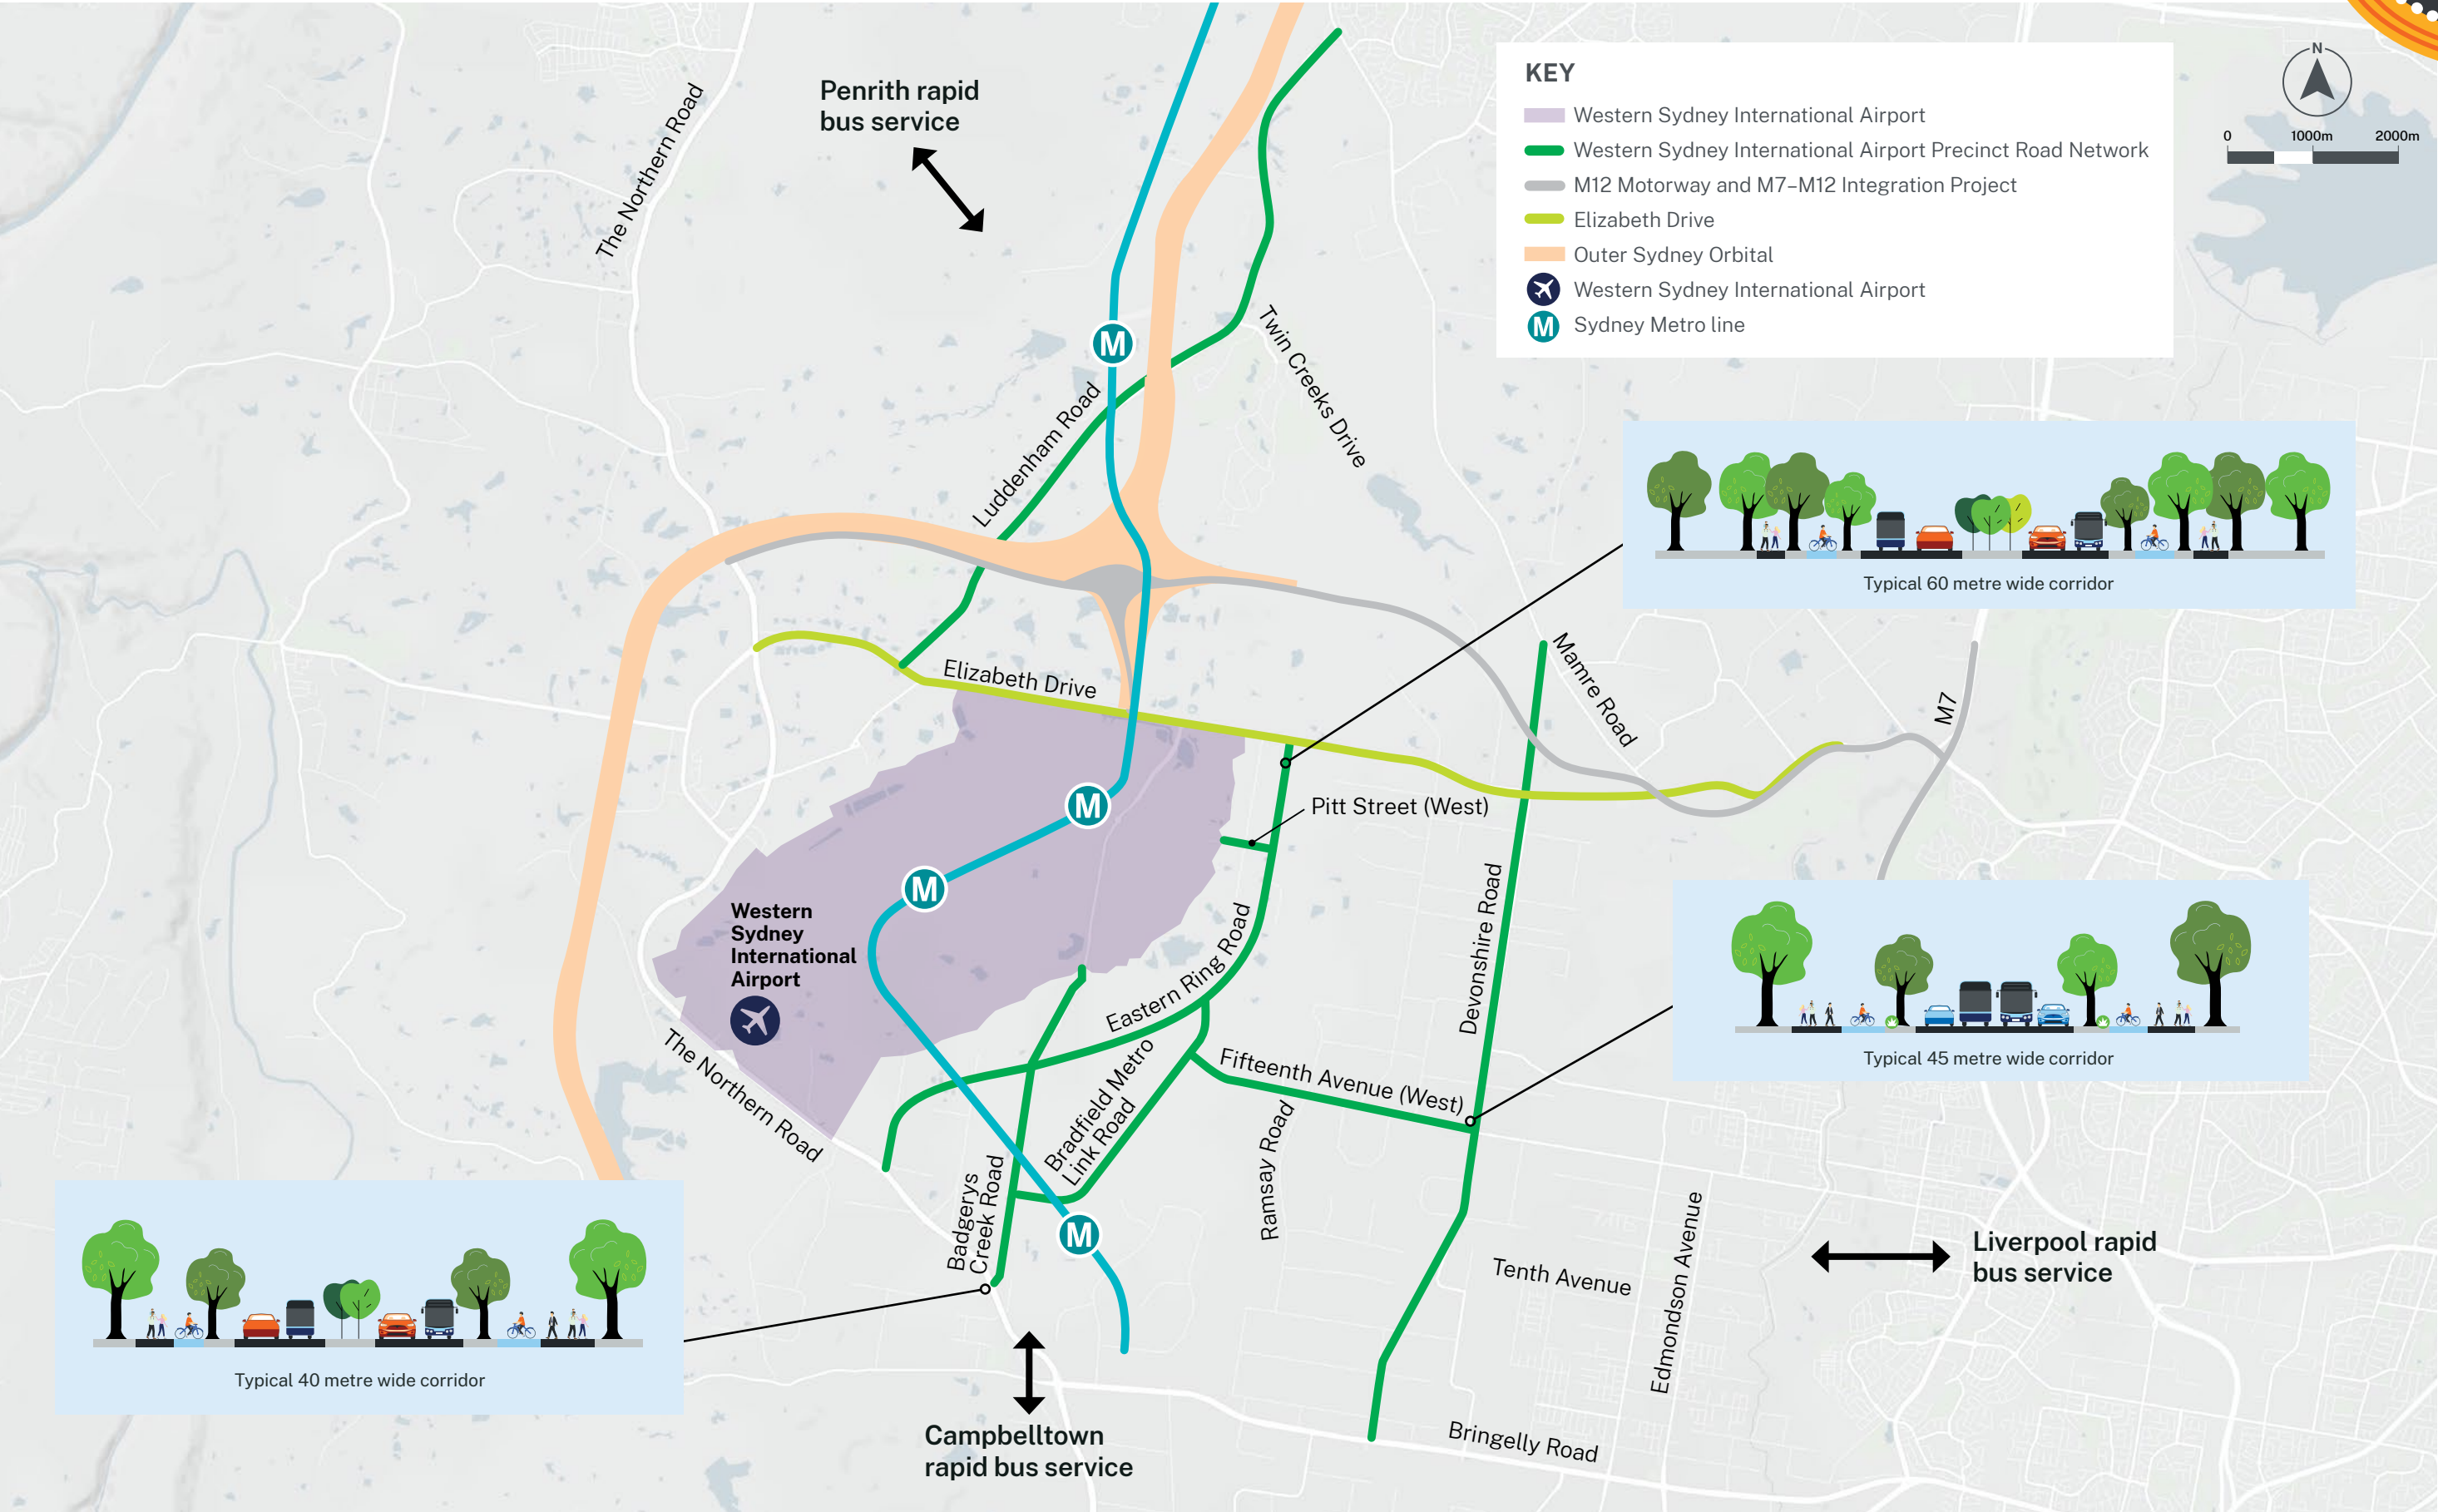 Penrith rapid
bus service
The Northern Road
KEY
Western Sydney International Airport
Western Sydney International Airport Precinct Road Network
M12 Motorway and M7–M12 Integration Project
Elizabeth Drive
Outer Sydney Orbital
Western Sydney International Airport
M Sydney Metro line
N
0 1000m 2000m
M
Twin Creeks Drive
Luddenham Road
Typical 60 metre wide corridor
Elizabeth Drive
Mamre Road
M7
M
Pitt Street (West)
M
Western
Sydney
International
Airport
Devonshire Road
Eastern Ring Road
Typical 45 metre wide corridor
The Northern Road
Bradfield Metro
Link Road
Fifteenth Avenue (West)
Ramsay Road
Badgerys
Creek Road
M
Tenth Avenue
Edmondson Avenue
Liverpool rapid
bus service
Typical 40 metre wide corridor
Campbelltown
rapid bus service
Bringelly Road